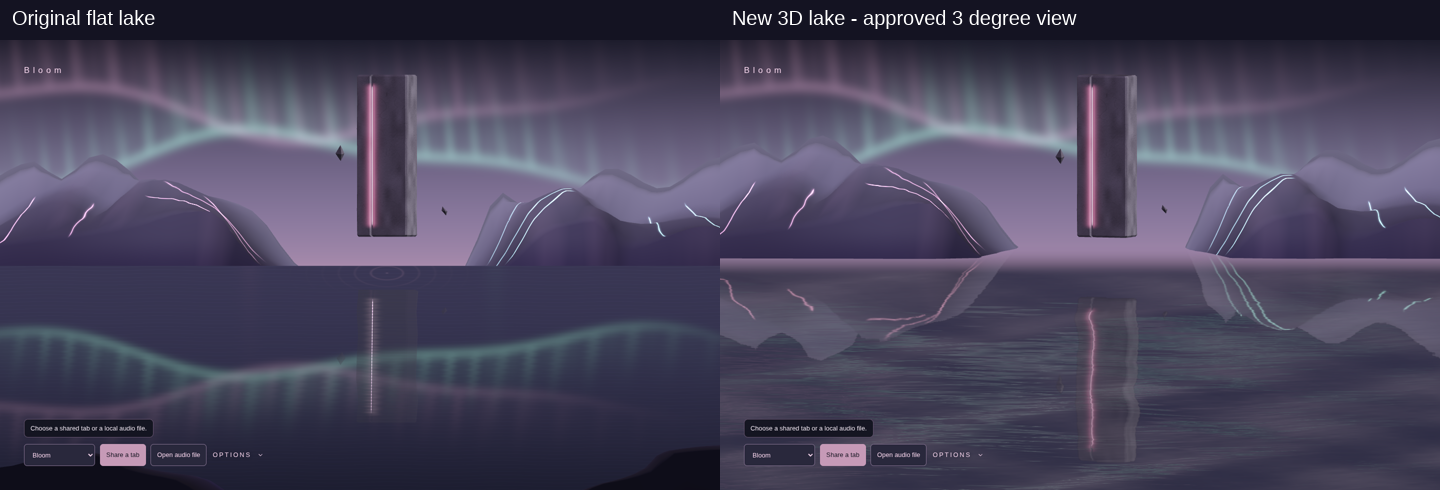 Original flat lake
Bloom
Choose a shared tab or a local audio file.
Bloom
Share a tab
Open audio file
OPTIONS
New 3D lake - approved 3 degree view
Bloom
Choose a shared tab or a local audio file.
Bloom
Share a tab
Open audio file
OPTIONS